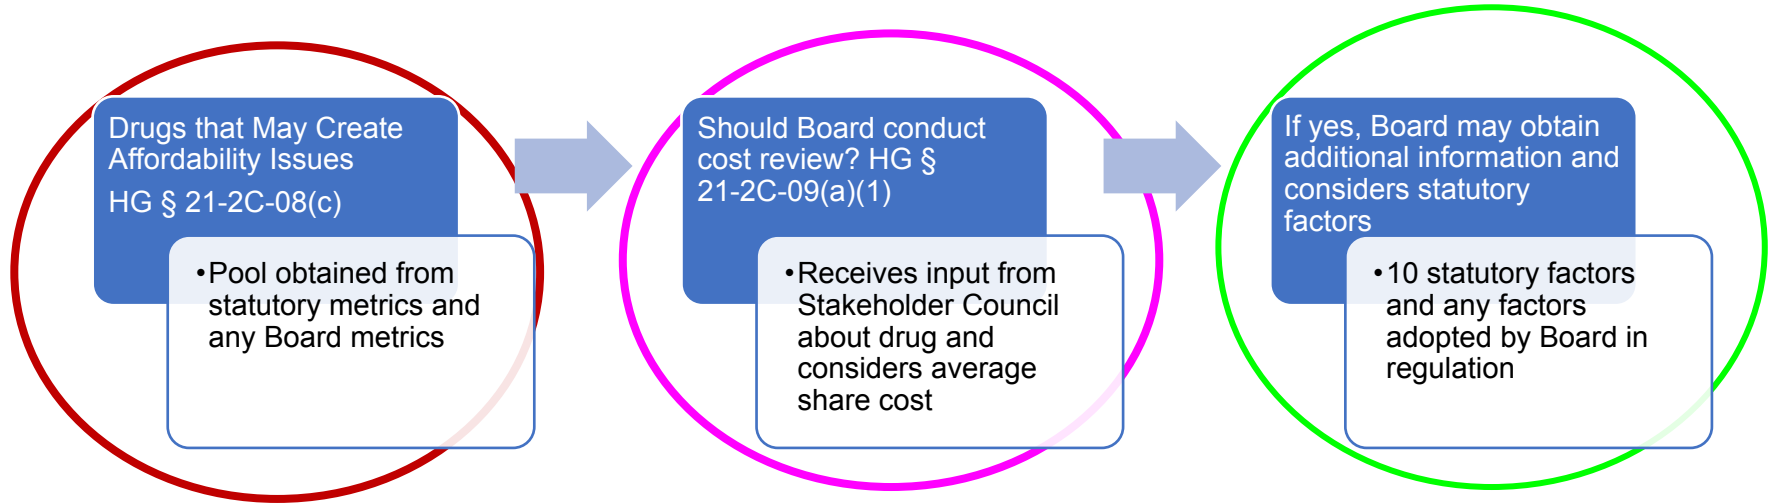 Drugs that May Create
Affordability Issues
HG § 21-2C-08(c)
•Pool obtained from
statutory metrics and
any Board metrics
Should Board conduct
cost review? HG §
21-2C-09(a)(1)
•Receives input from
Stakeholder Council
about drug and
considers average
share cost
If yes, Board may obtain
additional information and
considers statutory
factors
•10 statutory factors
and any factors
adopted by Board in
regulation